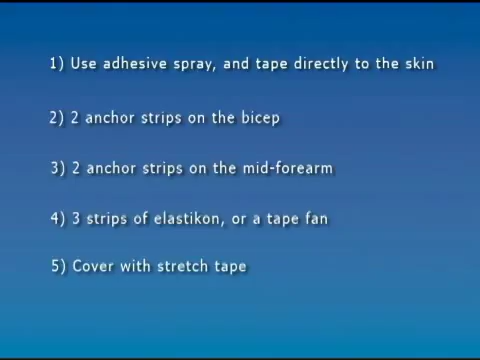 1) Use adhesive spray, and tape directly to the skin
2) 2 anchor strips on the bicep
3) 2 anchor strips on the mid-forearm
4) 3 strips of elastikon, or a tape fan
5) Cover with stretch tape